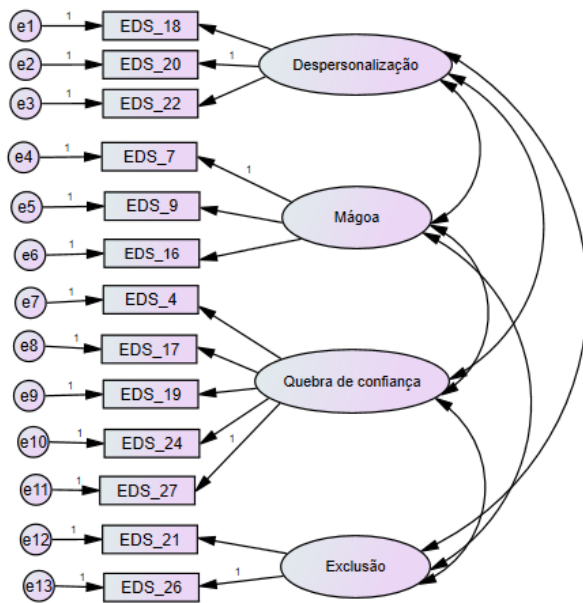 e1 1 EDS_18
e2 1 EDS_20 1 Despersonalização
e3 1 EDS_22
e4 1 EDS_7 1
e5 1 EDS_9 Mágoa
e6 1 EDS_16
e7 1 EDS_4
e8 1 EDS_17
e9 1 EDS_19 Quebra de confiança
e10 1 EDS_24 1
e11 1 EDS_27
e12 1 EDS_21
e13 1 EDS_26 1 Exclusão